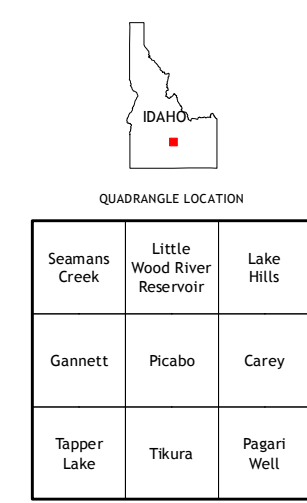 IDAHO
QUADRANGLE LOCATION
Seamans
Creek
Little
Wood River
Reservoir
Lake
Hills
Gannett
Picabo
Carey
Tapper
Lake
Tikura
Pagari
Well